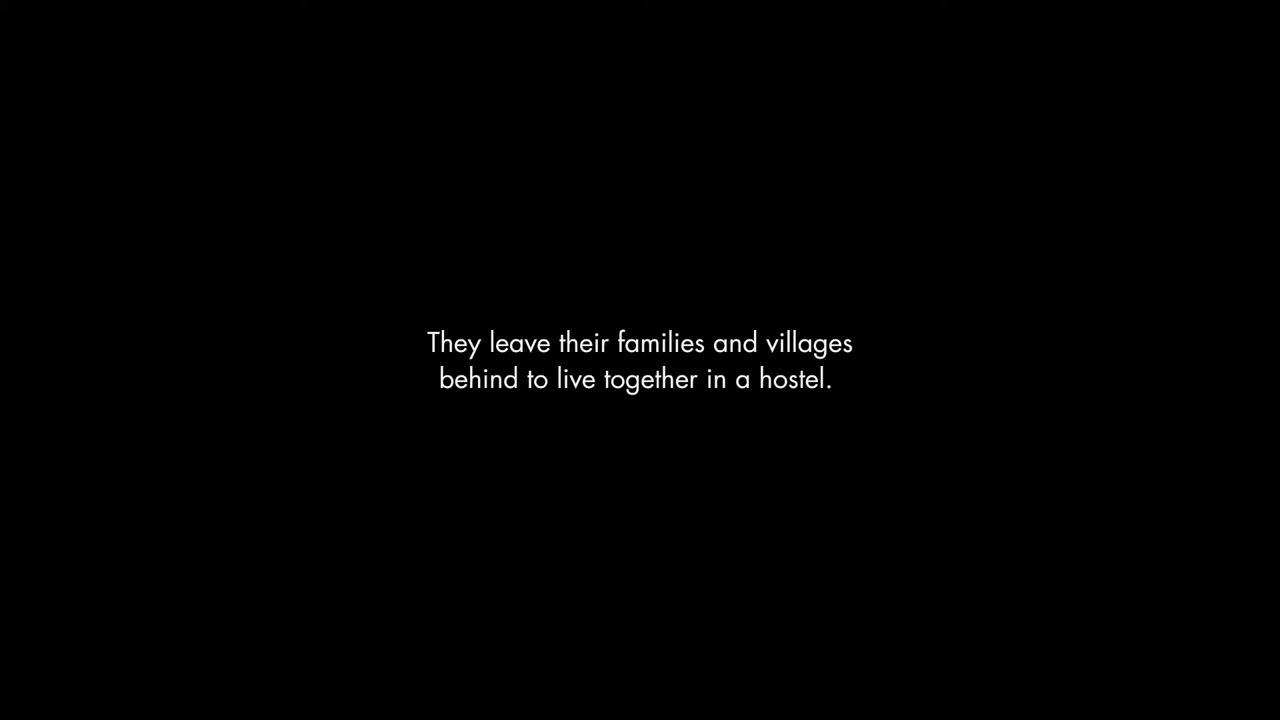 They leave their families and villages
behind to live together in a hostel.